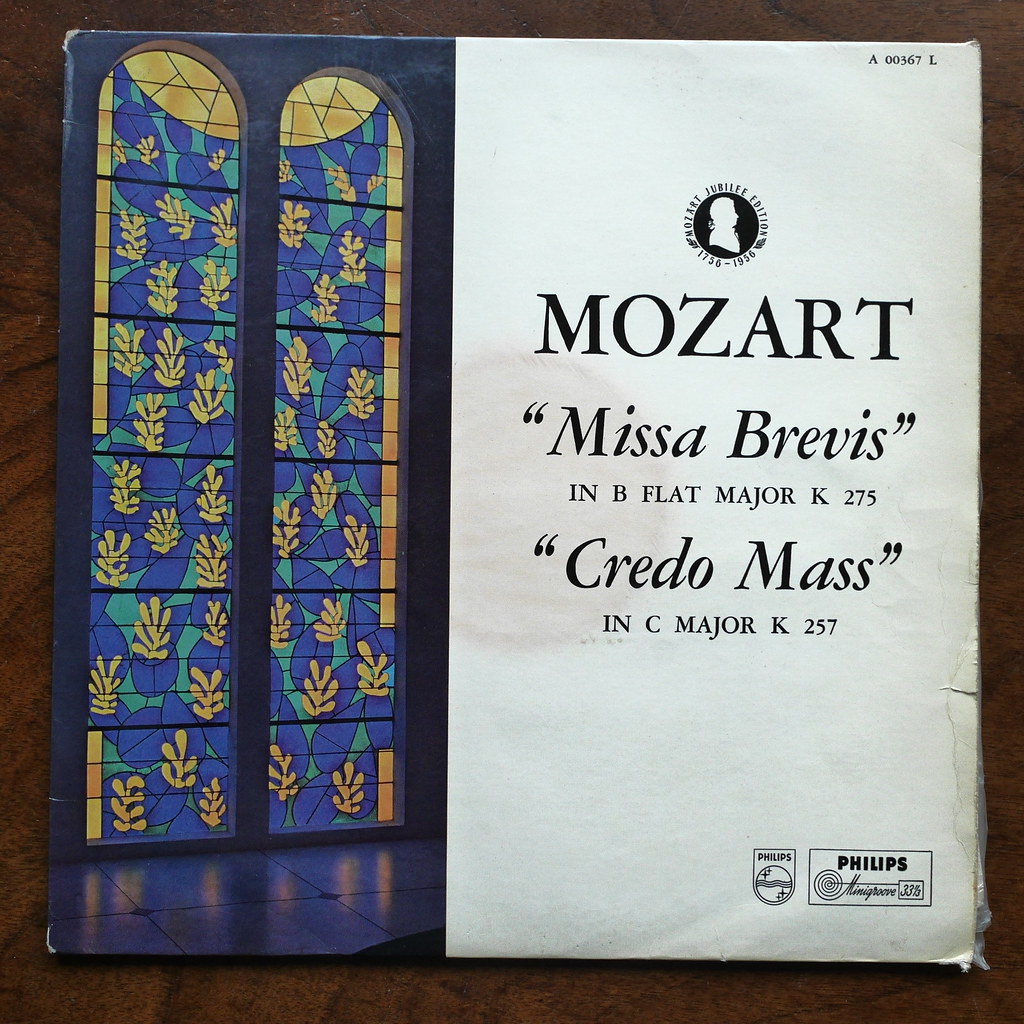 A 00367 L
MOZART JUBILEE EDITION
1756 - 1956
MOZART
“Missa Brevis”
IN B FLAT MAJOR K 275
“Credo Mass”
IN C MAJOR K 257
PHILIPS
PHILIPS
Minigroove 33⅓